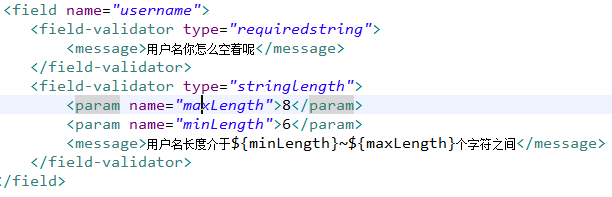 <field name="username">
<field-validator type="requiredstring">
<message>用户名你怎么空着呢</message>
</field-validator>
<field-validator type="stringlength">
<param name="maxLength">8</param>
<param name="minLength">6</param>
<message>用户名长度介于${minLength}~${maxLength}个字符之间</message>
</field-validator>
</field>